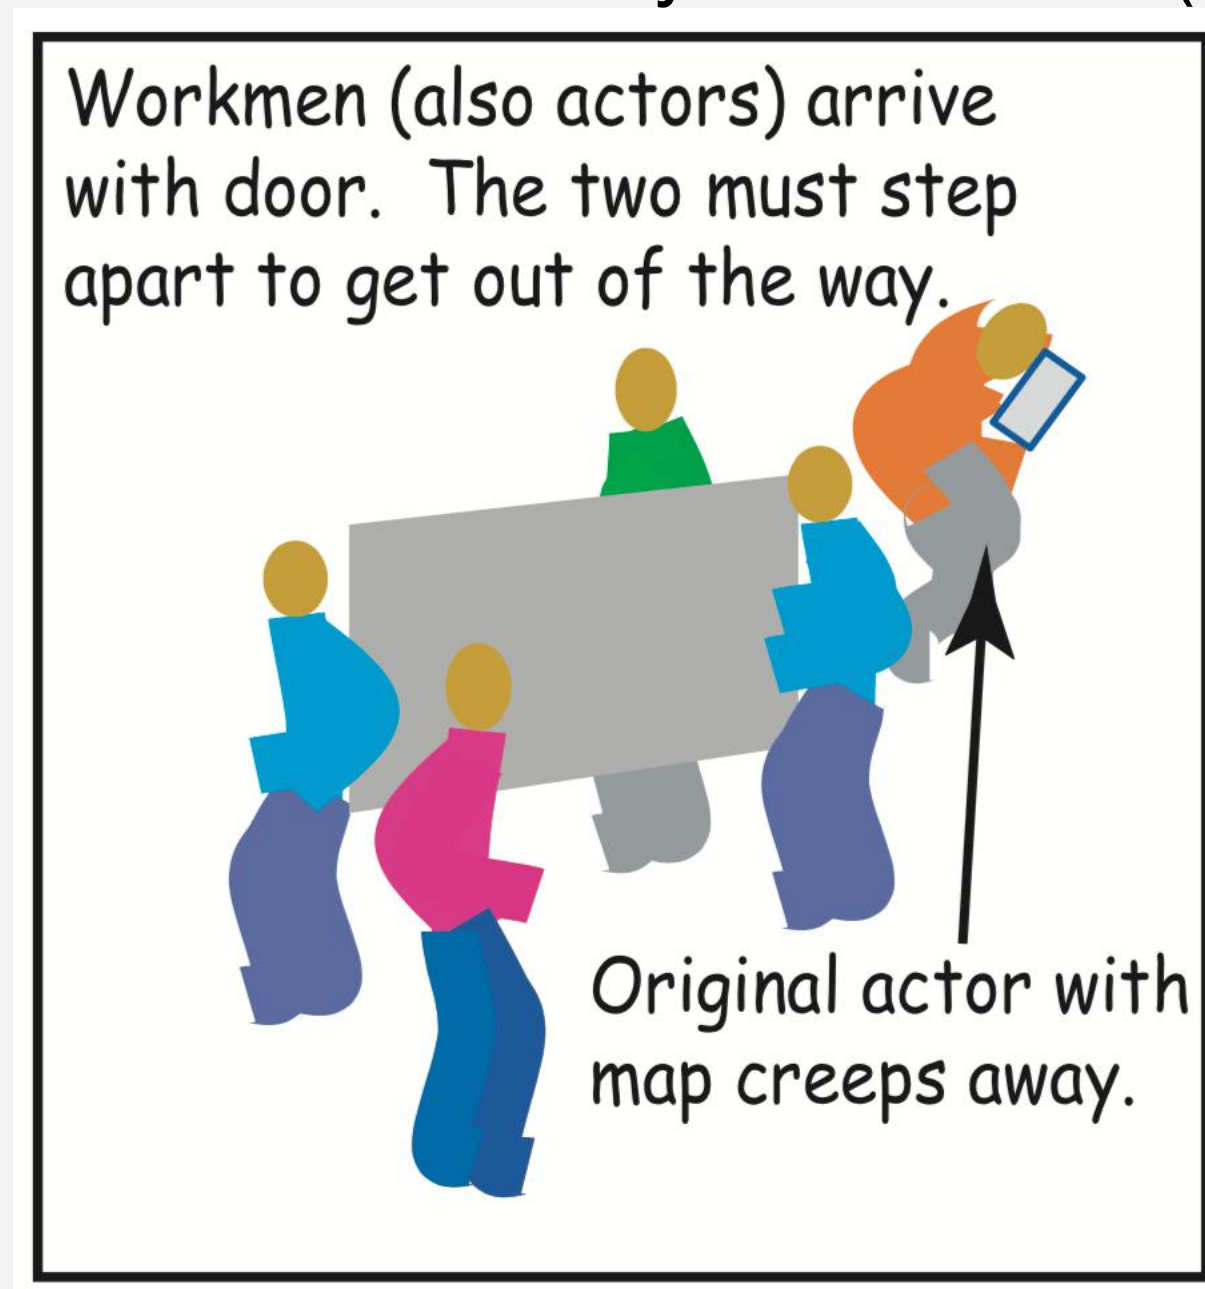 Workmen (also actors) arrive
with door. The two must step
apart to get out of the way.
Original actor with
map creeps away.